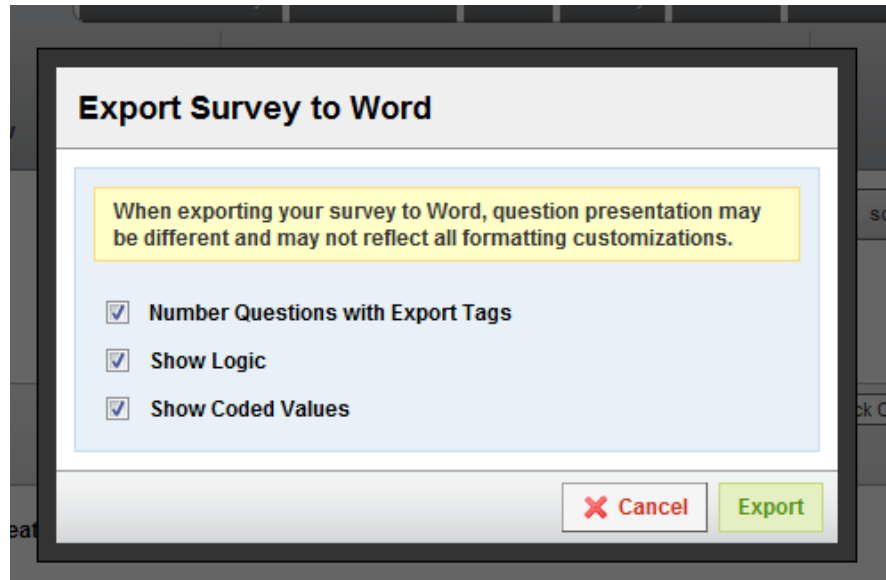 Export Survey to Word
When exporting your survey to Word, question presentation may
be different and may not reflect all formatting customizations.
Number Questions with Export Tags
Show Logic
Show Coded Values
Cancel
Export